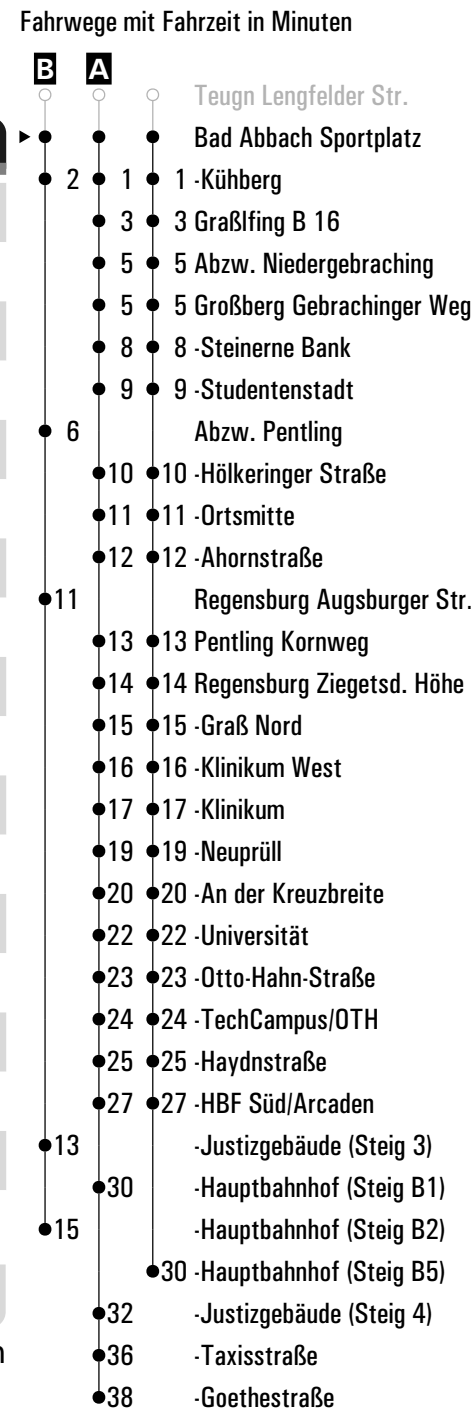 Fahrwege mit Fahrzeit in Minuten
B A
Teugn Lengfelder Str.
Bad Abbach Sportplatz
2 1 1 -Kühberg
3 3 Graßlfing B 16
5 5 Abzw. Niedergebraching
5 5 Großberg Gebrachinger Weg
8 8 -Steinerne Bank
9 9 -Studentenstadt
6 Abzw. Pentling
10 10 -Hölkeringer Straße
11 11 -Ortsmitte
12 12 -Ahornstraße
11 Regensburg Augsburger Str.
13 13 Pentling Kornweg
14 14 Regensburg Ziegetsd. Höhe
15 15 -Graß Nord
16 16 -Klinikum West
17 17 -Klinikum
19 19 -Neuprüll
20 20 -An der Kreuzbreite
22 22 -Universität
23 23 -Otto-Hahn-Straße
24 24 -TechCampus/OTH
25 25 -Haydnstraße
27 27 -HBF Süd/Arcaden
13 -Justizgebäude (Steig 3)
30 -Hauptbahnhof (Steig B1)
15 -Hauptbahnhof (Steig B2)
30 -Hauptbahnhof (Steig B5)
32 -Justizgebäude (Steig 4)
36 -Taxisstraße
38 -Goethestraße